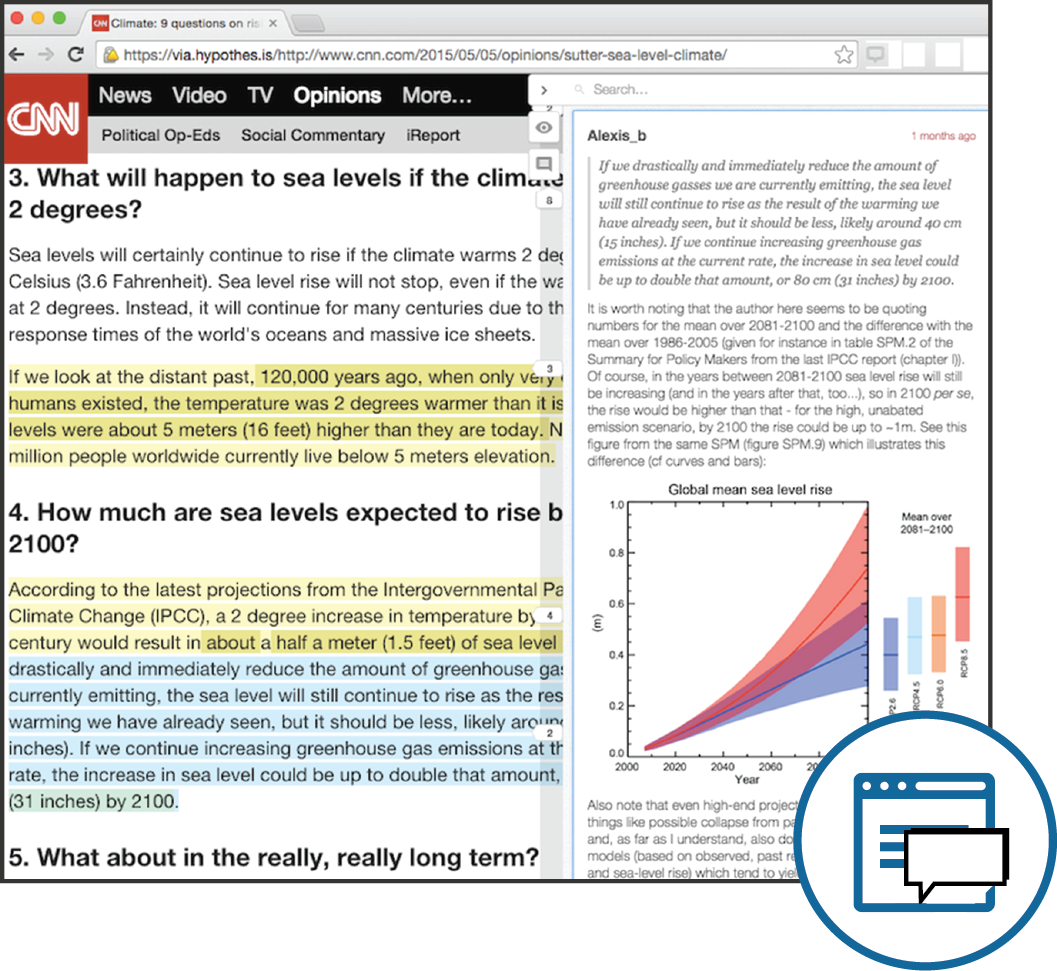 CNN Climate: 9 questions on ris
https://via.hypothes.is/http://www.cnn.com/2015/05/05/opinions/sutter-sea-level-climate/
CNN
News Video TV Opinions More...
Political Op-Eds Social Commentary iReport
3. What will happen to sea levels if the climate
2 degrees?
Sea levels will certainly continue to rise if the climate warms 2 deg
Celsius (3.6 Fahrenheit). Sea level rise will not stop, even if the wa
at 2 degrees. Instead, it will continue for many centuries due to th
response times of the world's oceans and massive ice sheets.
If we look at the distant past, 120,000 years ago, when only very
humans existed, the temperature was 2 degrees warmer than it is
levels were about 5 meters (16 feet) higher than they are today. N
million people worldwide currently live below 5 meters elevation.
4. How much are sea levels expected to rise b
2100?
According to the latest projections from the Intergovernmental Pa
Climate Change (IPCC), a 2 degree increase in temperature by
century would result in about a half a meter (1.5 feet) of sea level
drastically and immediately reduce the amount of greenhouse gas
currently emitting, the sea level will still continue to rise as the res
warming we have already seen, but it should be less, likely aroun
inches). If we continue increasing greenhouse gas emissions at th
rate, the increase in sea level could be up to double that amount,
(31 inches) by 2100.
5. What about in the really, really long term?
2
8
3
4
2
Search...
Alexis_b 1 months ago
If we drastically and immediately reduce the amount of
greenhouse gasses we are currently emitting, the sea level
will still continue to rise as the result of the warming we
have already seen, but it should be less, likely around 40 cm
(15 inches). If we continue increasing greenhouse gas
emissions at the current rate, the increase in sea level could
be up to double that amount, or 80 cm (31 inches) by 2100.
It is worth noting that the author here seems to be quoting
numbers for the mean over 2081-2100 and the difference with the
mean over 1986-2005 (given for instance in table SPM.2 of the
Summary for Policy Makers from the last IPCC report (chapter I)).
Of course, in the years between 2081-2100 sea level rise will still
be increasing (and in the years after that, too...), so in 2100 per se,
the rise would be higher than that - for the high, unabated
emission scenario, by 2100 the rise could be up to ~1m. See this
figure from the same SPM (figure SPM.9) which illustrates this
difference (cf curves and bars):
Global mean sea level rise
Mean over
2081–2100
1.0
0.8
0.6
0.4
0.2
0.0
(m)
2000 2020 2040 2060 20
Year
P2.6
RCP4.5
RCP6.0
RCP8.5
Also note that even high-end project
things like possible collapse from pa
and, as far as I understand, also do
models (based on observed, past re
and sea-level rise) which tend to yiel